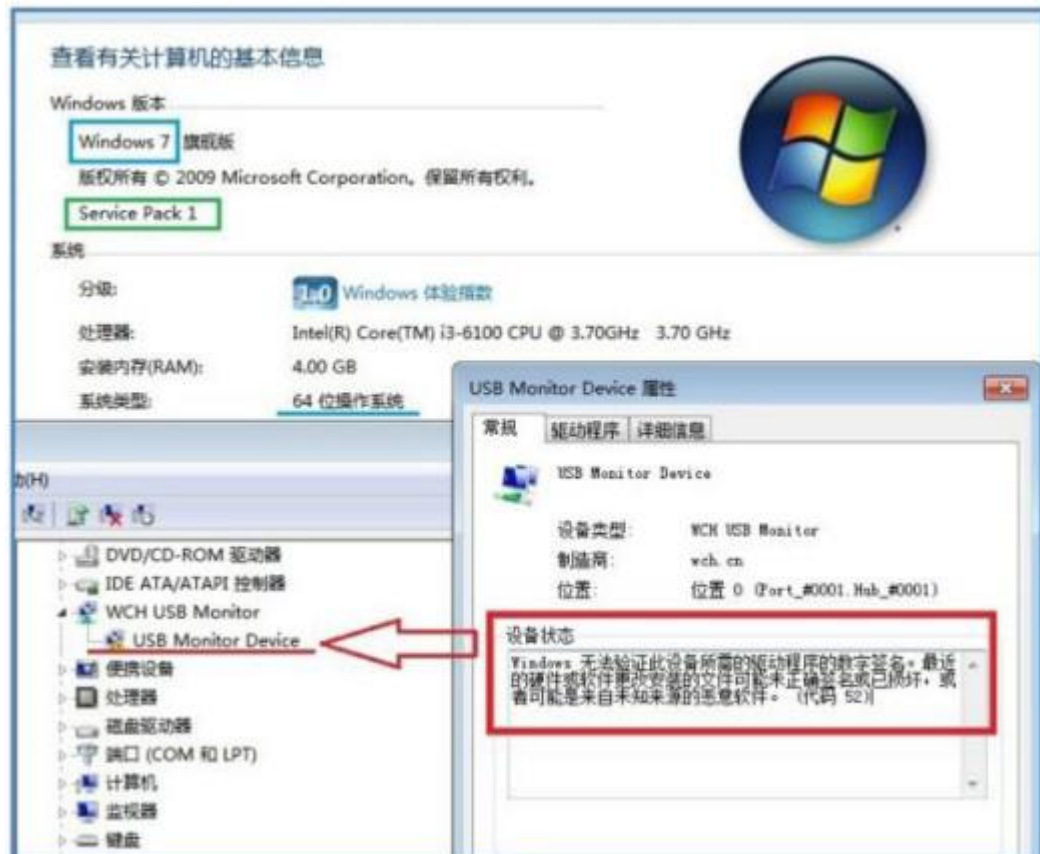 查看有关计算机的基本信息
Windows 版本
Windows 7 旗舰版
版权所有 © 2009 Microsoft Corporation。保留所有权利。
Service Pack 1
系统
分级:
1.0 Windows 体验指数
处理器:
Intel(R) Core(TM) i3-6100 CPU @ 3.70GHz 3.70 GHz
安装内存(RAM):
4.00 GB
系统类型:
64 位操作系统
助(H)
DVD/CD-ROM 驱动器
IDE ATA/ATAPI 控制器
WCH USB Monitor
USB Monitor Device
便携设备
处理器
磁盘驱动器
端口 (COM 和 LPT)
计算机
监视器
键盘
USB Monitor Device 属性
常规
驱动程序
详细信息
USB Monitor Device
设备类型:
WCH USB Monitor
制造商:
wch.cn
位置:
位置 0 (Port_#0001.Hub_#0001)
设备状态
Windows 无法验证此设备所需的驱动程序的数字签名。最近
的硬件或软件更改安装的文件可能未正确签名或已损坏，或
者可能是来自未知来源的恶意软件。 (代码 52)